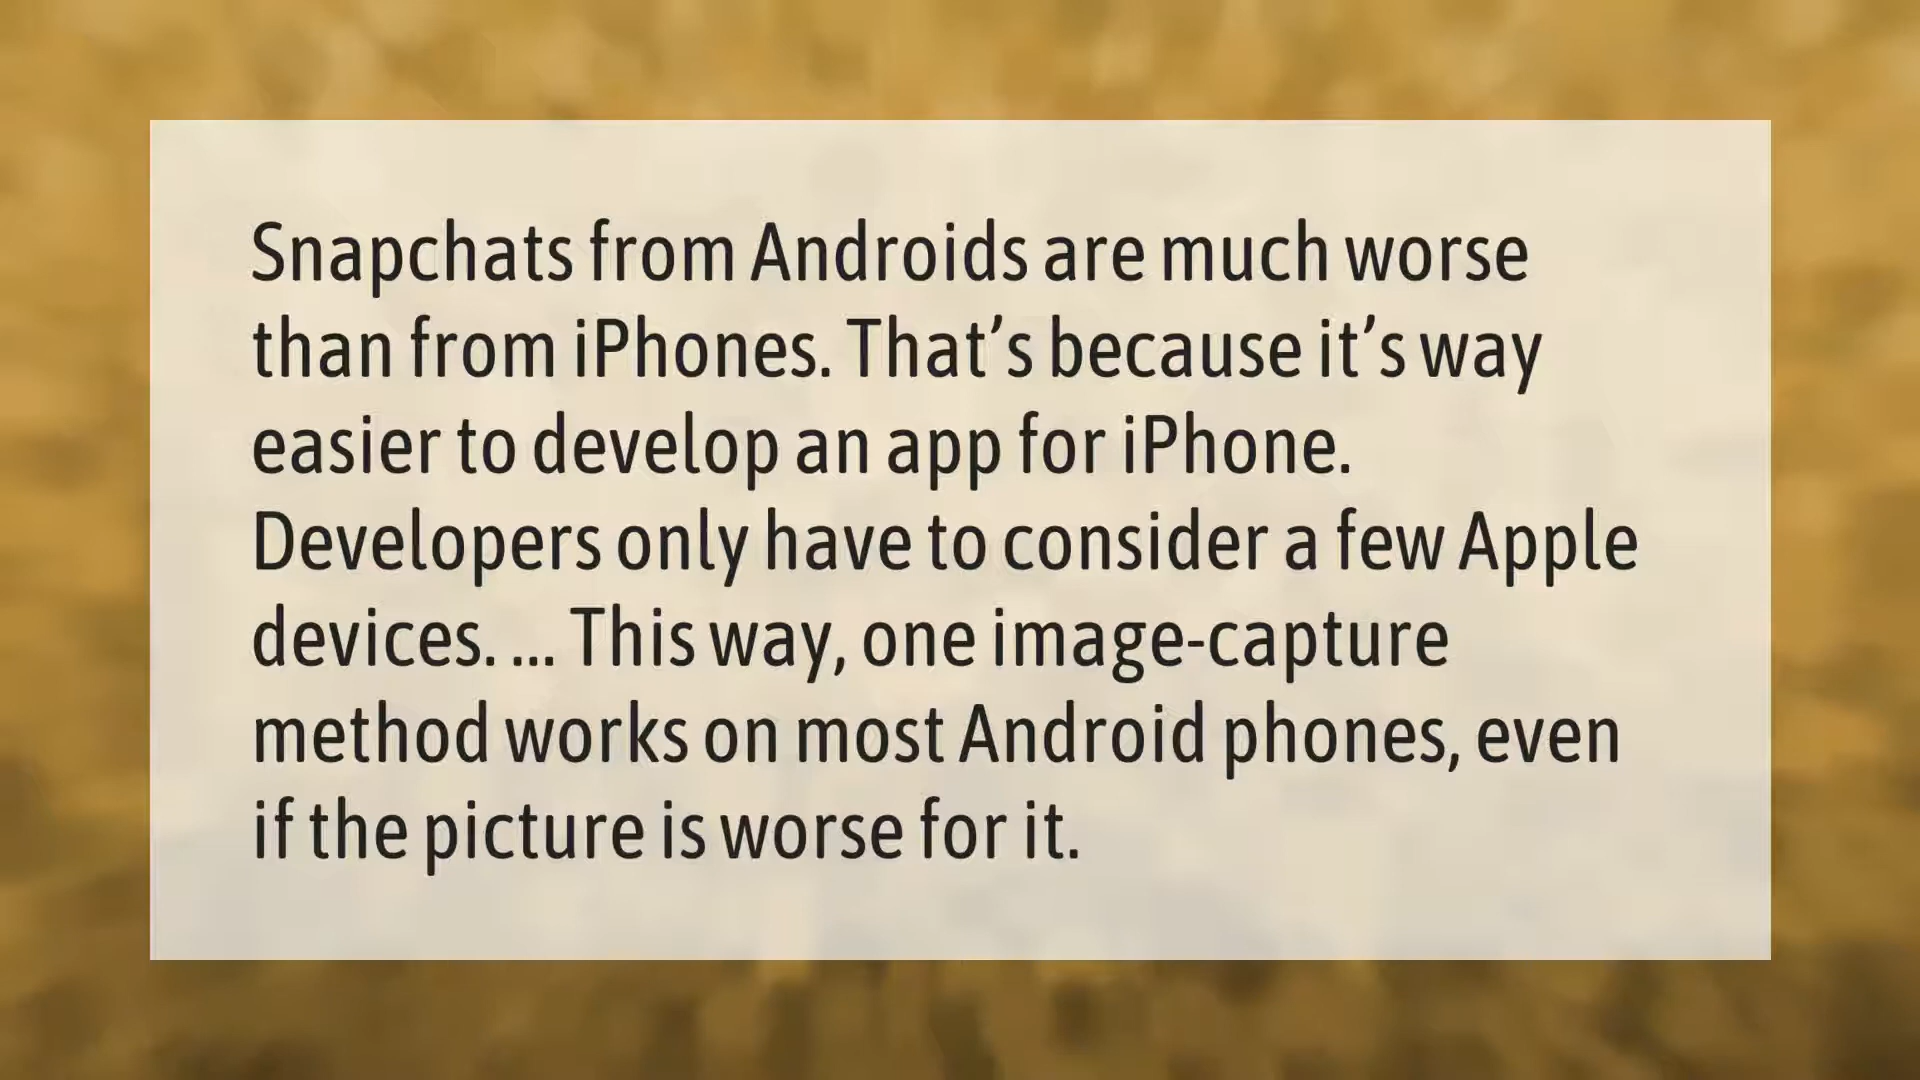 Snapchats from Androids are much worse
than from iPhones. That’s because it’s way
easier to develop an app for iPhone.
Developers only have to consider a few Apple
devices. ... This way, one image-capture
method works on most Android phones, even
if the picture is worse for it.